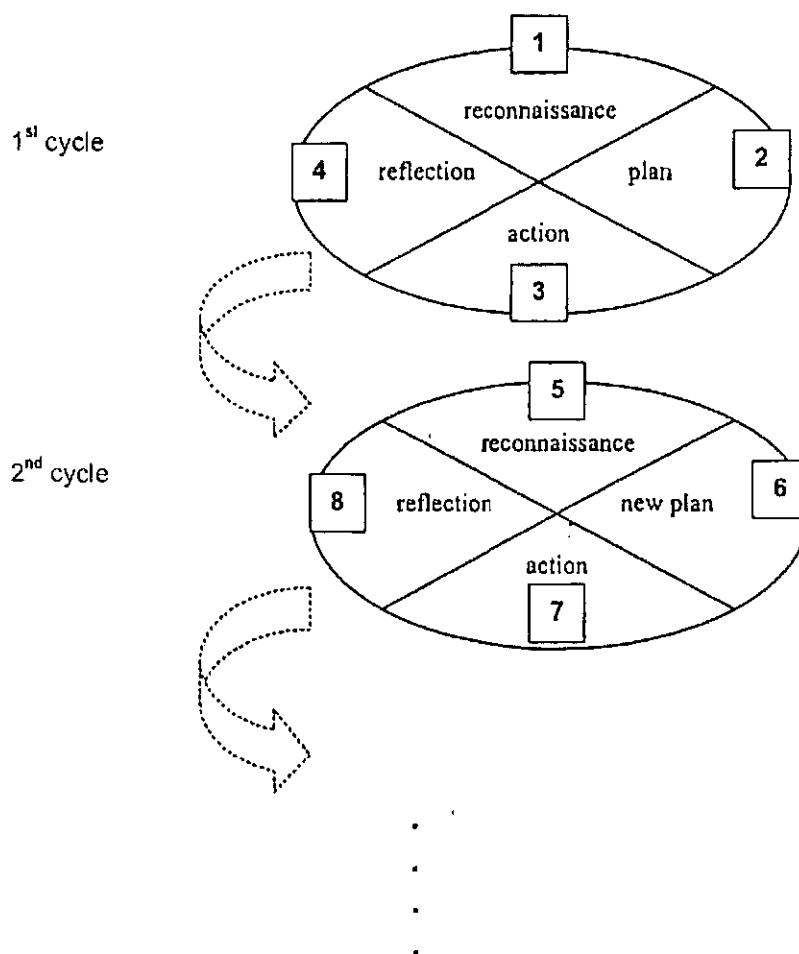 1
reconnaissance
1st cycle
4
reflection
plan
2
action
3
5
reconnaissance
2nd cycle
8
reflection
new plan
6
action
7